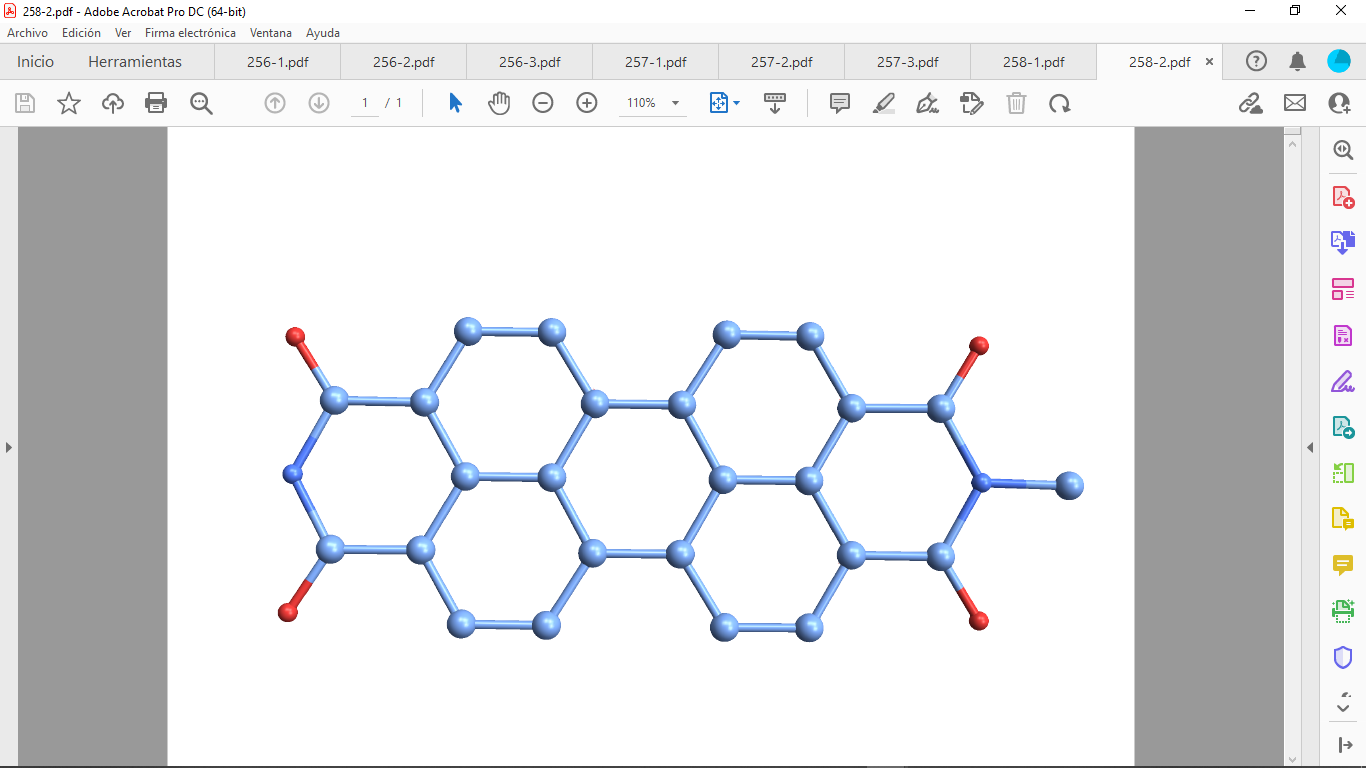 258-2.pdf - Adobe Acrobat Pro DC (64-bit)
Archivo Edición Ver Firma electrónica Ventana Ayuda
Inicio Herramientas 256-1.pdf 256-2.pdf 256-3.pdf 257-1.pdf 257-2.pdf 257-3.pdf 258-1.pdf 258-2.pdf
1 / 1 110%